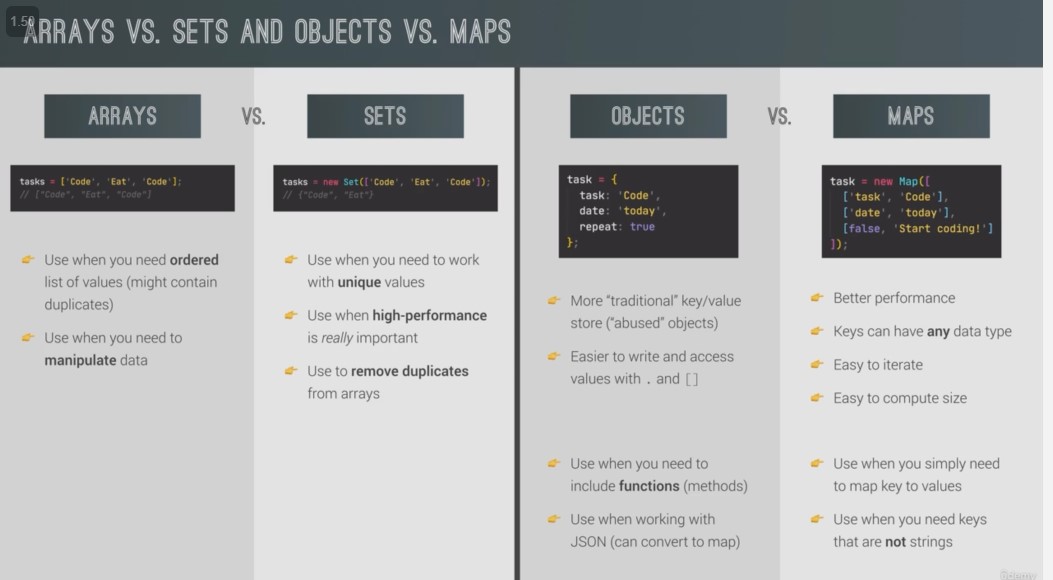 1.50
ARRAYS VS. SETS AND OBJECTS VS. MAPS
ARRAYS
VS.
SETS
tasks = ['Code', 'Eat', 'Code'];
// ["Code", "Eat", "Code"]
tasks = new Set(['Code', 'Eat', 'Code']);
// {"Code", "Eat"}
👉 Use when you need ordered
list of values (might contain
duplicates)
👉 Use when you need to
manipulate data
👉 Use when you need to work
with unique values
👉 Use when high-performance
is really important
👉 Use to remove duplicates
from arrays
OBJECTS
VS.
MAPS
task = {
task: 'Code',
date: 'today',
repeat: true
};
task = new Map([
['task', 'Code'],
['date', 'today'],
[false, 'Start coding!']
]);
👉 More “traditional” key/value
store (“abused” objects)
👉 Easier to write and access
values with . and []
👉 Use when you need to
include functions (methods)
👉 Use when working with
JSON (can convert to map)
👉 Better performance
👉 Keys can have any data type
👉 Easy to iterate
👉 Easy to compute size
👉 Use when you simply need
to map key to values
👉 Use when you need keys
that are not strings
ûdemy